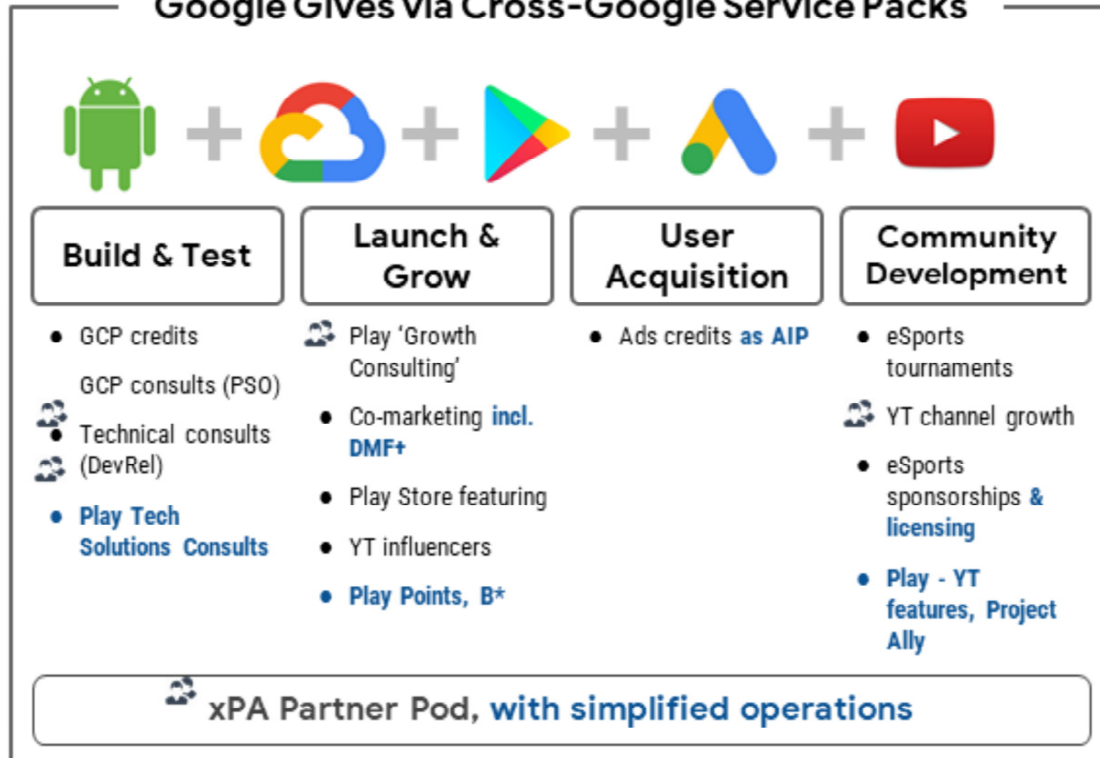 Google Gives via Cross-Google Service Packs
Build & Test
Launch &
Grow
User
Acquisition
Community
Development
● GCP credits
GCP consults (PSO)
● Technical consults
(DevRel)
● Play Tech
Solutions Consults
Play ‘Growth
Consulting’
● Co-marketing incl.
DMF+
● Play Store featuring
● YT influencers
● Play Points, B*
● Ads credits as AIP
● eSports
tournaments
YT channel growth
● eSports
sponsorships &
licensing
● Play - YT
features, Project
Ally
xPA Partner Pod, with simplified operations